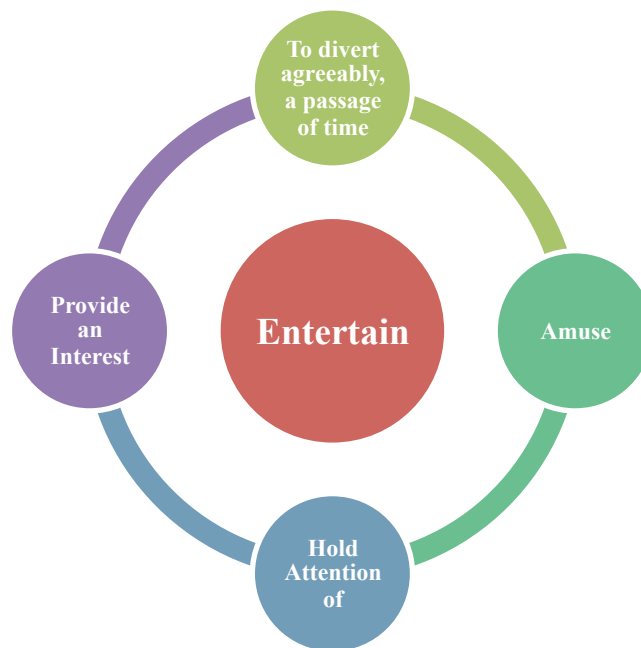 To divert
agreeably,
a passage
of time
Provide
an
Interest
Entertain
Amuse
Hold
Attention
of